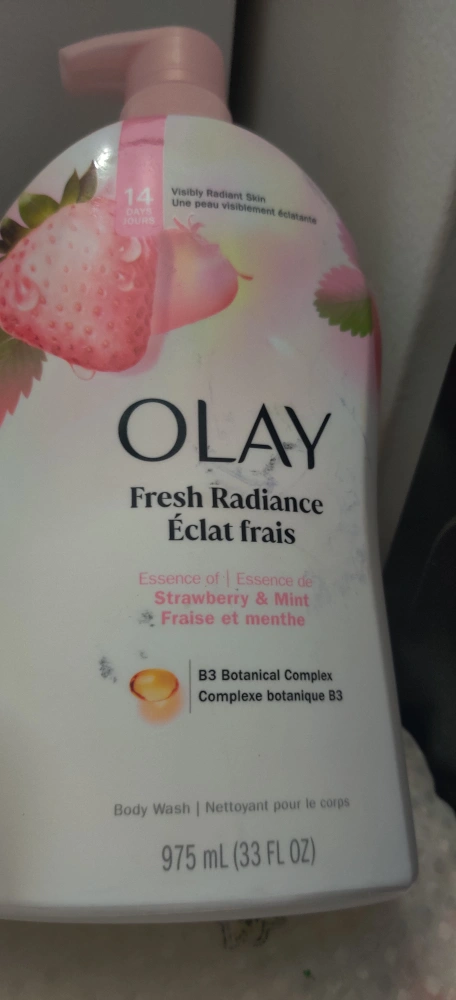 14
DAYS
JOURS
Visibly Radiant Skin
Une peau visiblement éclatante
OLAY
Fresh Radiance
Éclat frais
Essence of | Essence de
Strawberry & Mint
Fraise et menthe
B3 Botanical Complex
Complexe botanique B3
Body Wash | Nettoyant pour le corps
975 mL (33 FL OZ)